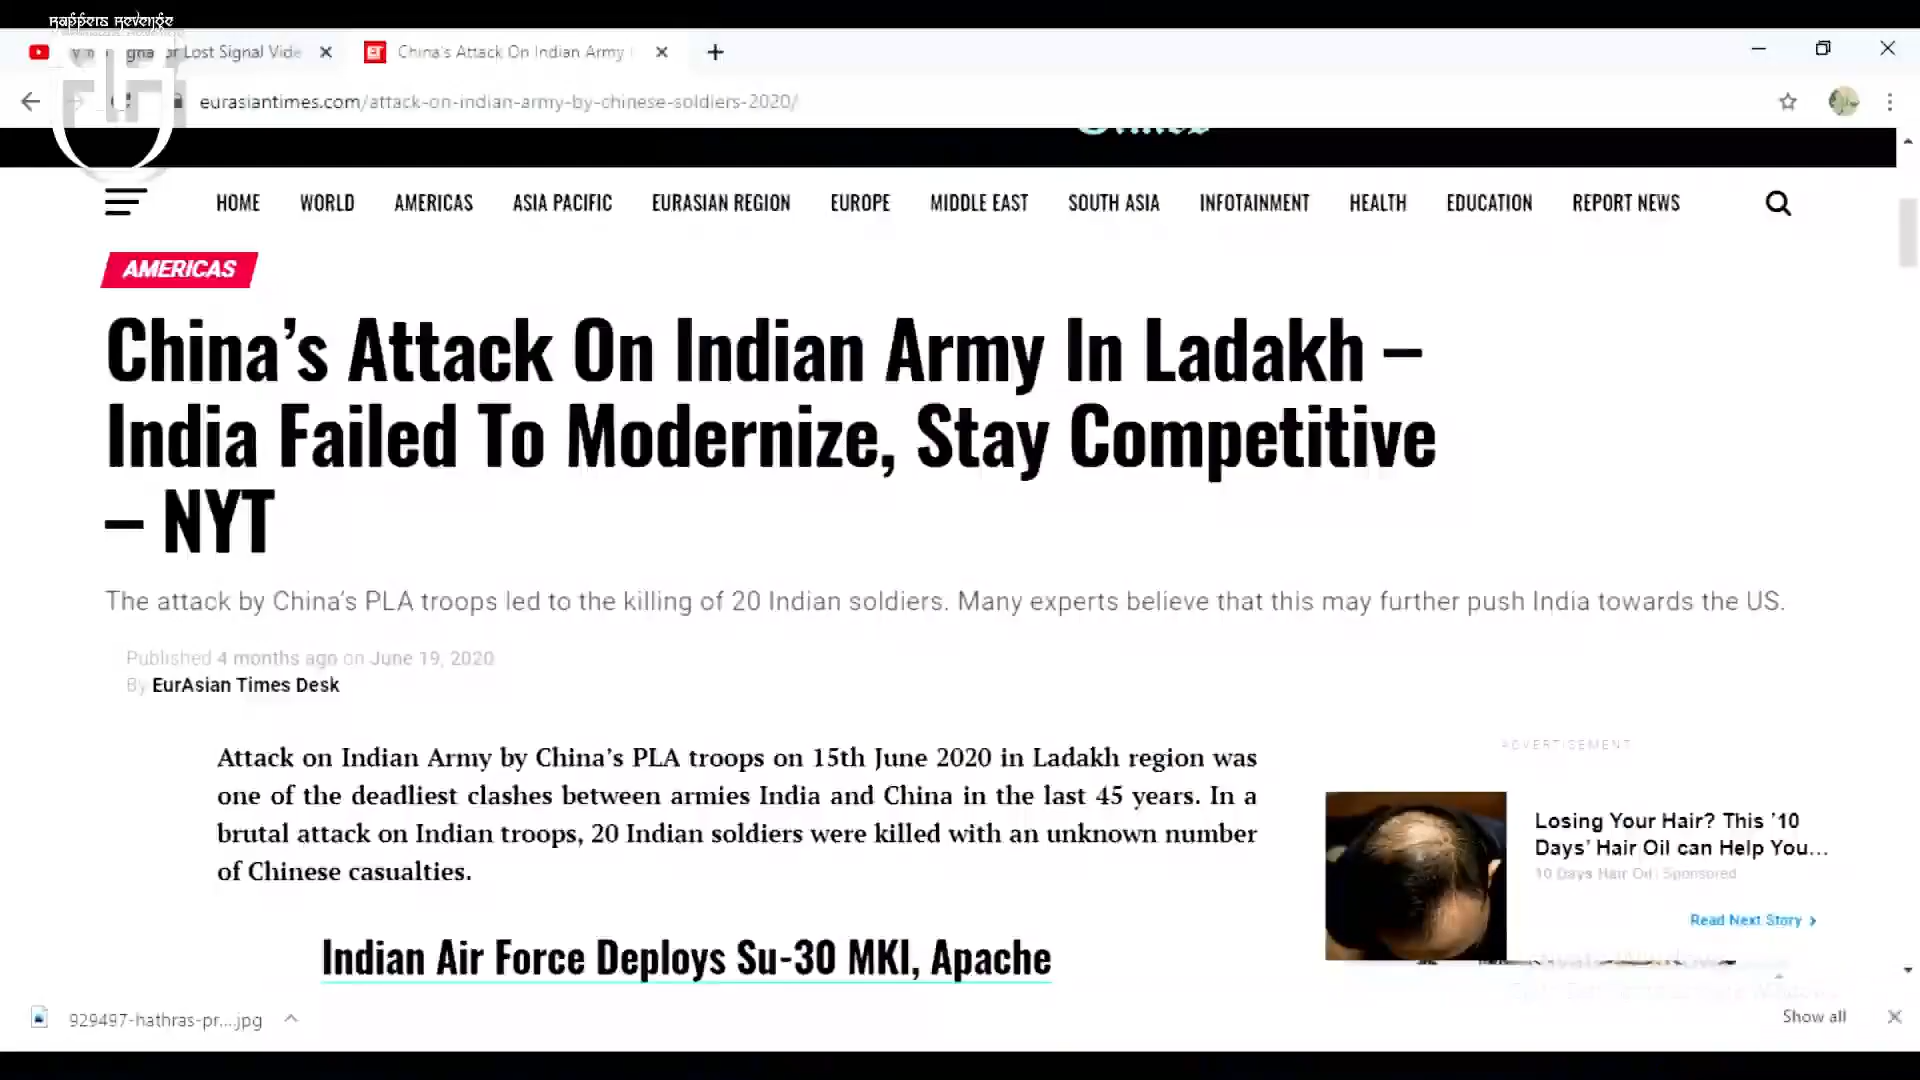 Rappers Revenge
or Lost Signal Vide
China's Attack On Indian Army
eurasiantimes.com/attack-on-indian-army-by-chinese-soldiers-2020/
Times
HOME WORLD AMERICAS ASIA PACIFIC EURASIAN REGION EUROPE MIDDLE EAST SOUTH ASIA INFOTAINMENT HEALTH EDUCATION REPORT NEWS
AMERICAS
China’s Attack On Indian Army In Ladakh –
India Failed To Modernize, Stay Competitive
– NYT
The attack by China’s PLA troops led to the killing of 20 Indian soldiers. Many experts believe that this may further push India towards the US.
Published 4 months ago on June 19, 2020
By EurAsian Times Desk
Attack on Indian Army by China’s PLA troops on 15th June 2020 in Ladakh region was
one of the deadliest clashes between armies India and China in the last 45 years. In a
brutal attack on Indian troops, 20 Indian soldiers were killed with an unknown number
of Chinese casualties.
Indian Air Force Deploys Su-30 MKI, Apache
ADVERTISEMENT
Losing Your Hair? This '10
Days' Hair Oil can Help You...
10 Days Hair Oil | Sponsored
Read Next Story
929497-hathras-pr....jpg
Show all